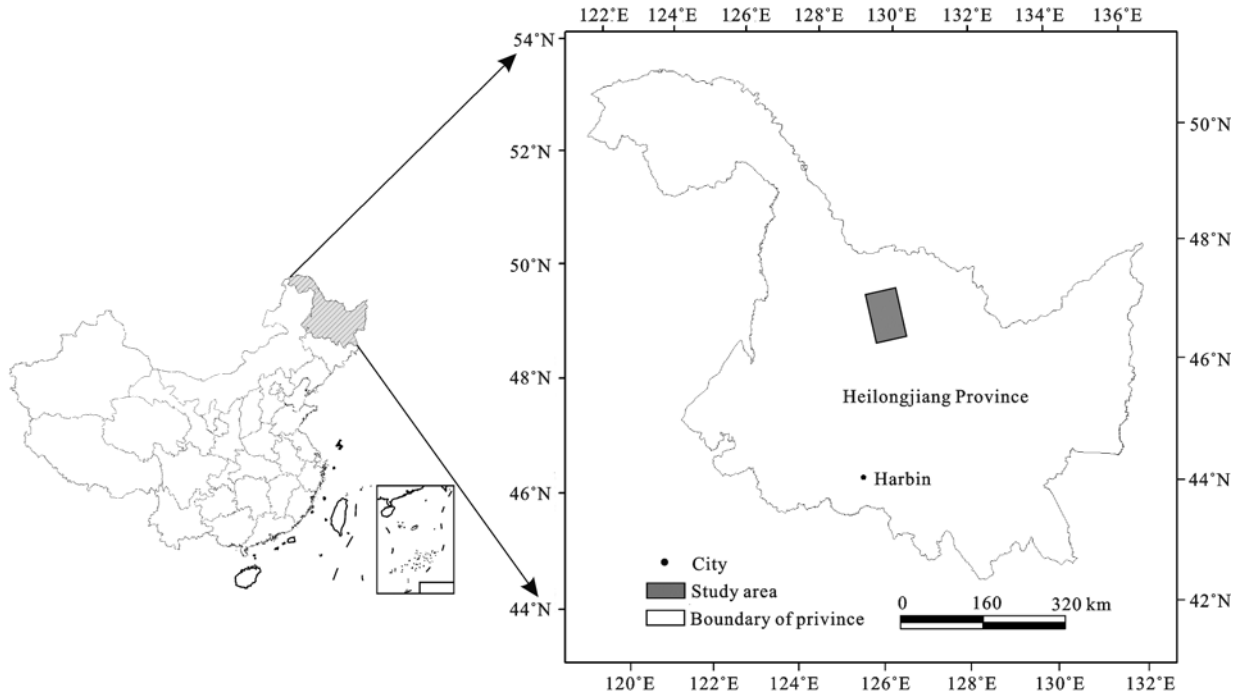 122°E 124°E 126°E 128°E 130°E 132°E 134°E 136°E
54°N
52°N
50°N
48°N
46°N
44°N
50°N
48°N
46°N
44°N
42°N
Heilongjiang Province
Harbin
City
Study area
Boundary of privince
0 160 320 km
120°E 122°E 124°E 126°E 128°E 130°E 132°E